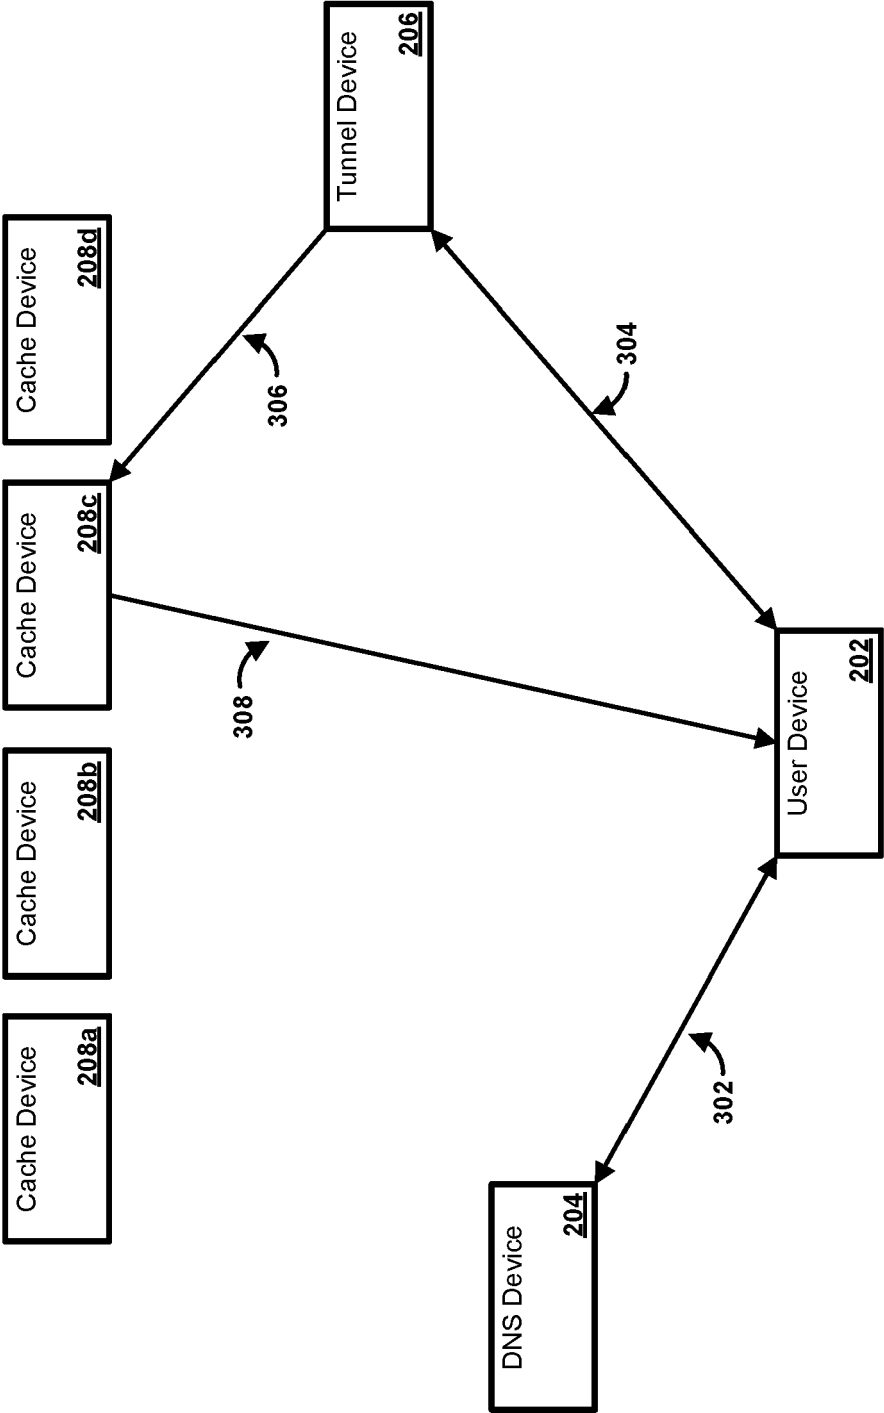 Cache Device
208a
Cache Device
208b
Cache Device
208c
Cache Device
208d
308
306
Tunnel Device
206
DNS Device
204
304
302
User Device
202